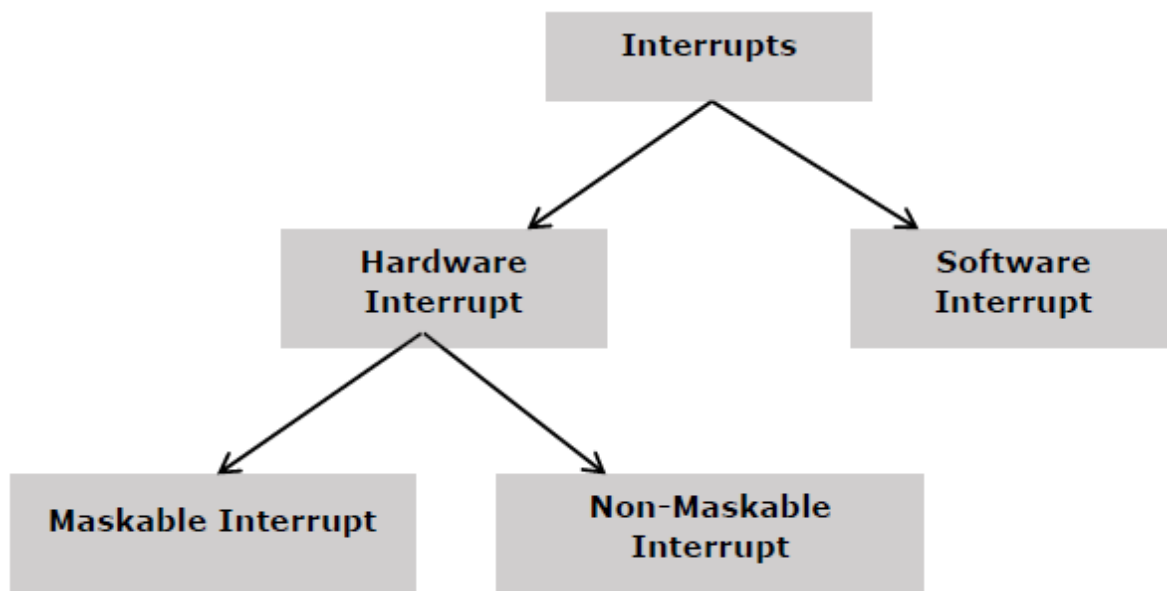 Interrupts
Hardware
Interrupt
Software
Interrupt
Maskable Interrupt
Non-Maskable
Interrupt